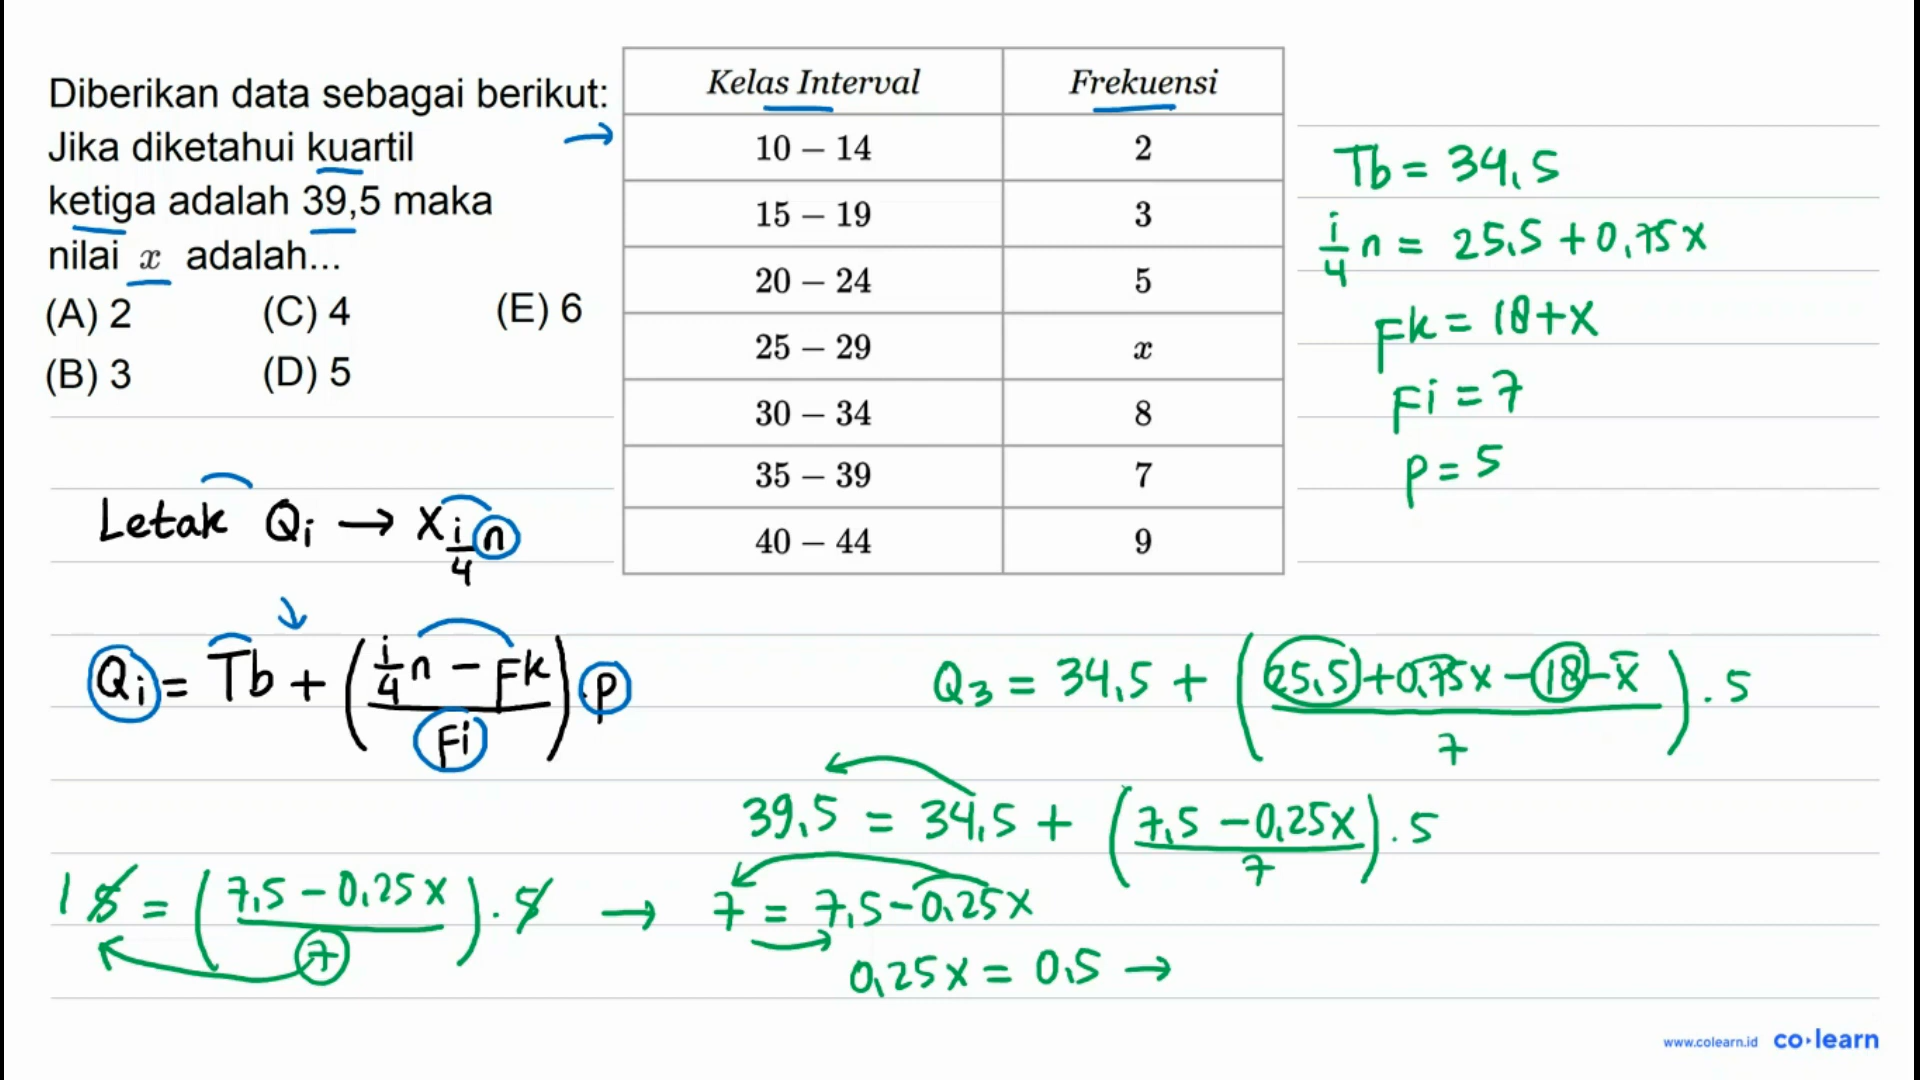 Diberikan data sebagai berikut:
Jika diketahui kuartil
ketiga adalah 39,5 maka
nilai x adalah...
(A) 2 (C) 4 (E) 6
(B) 3 (D) 5
Kelas Interval Frekuensi
10 – 14 2
15 – 19 3
20 – 24 5
25 – 29 x
30 – 34 8
35 – 39 7
40 – 44 9
Tb = 34,5
i/4 n = 25,5 + 0,75x
Fk = 18+x
Fi = 7
P = 5
Letak Qi → X i/4 n
Qi = Tb + ( (i/4 n – Fk) / Fi ) . P
Q3 = 34,5 + ( (25,5 + 0,75x – 18 – x) / 7 ) . 5
39,5 = 34,5 + ( (7,5 – 0,25x) / 7 ) . 5
1 5 = ( (7,5 – 0,25x) / 7 ) . 5 → 7 = 7,5 – 0,25x
0,25x = 0,5 →
www.colearn.id co·learn